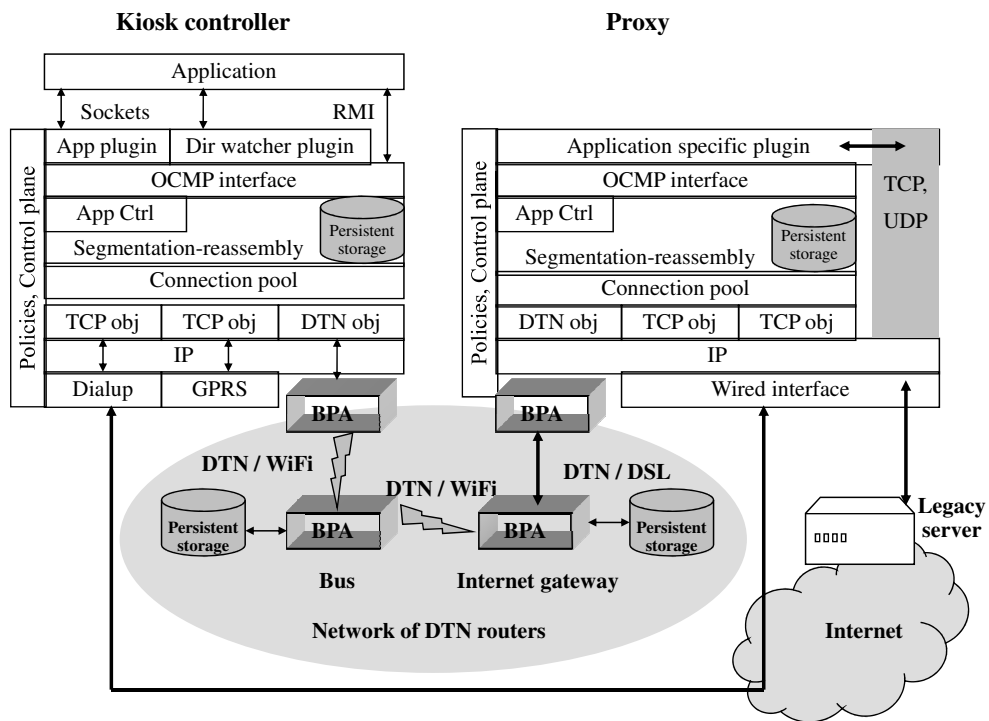 Kiosk controller
Proxy
Application
Sockets
RMI
Policies, Control plane
App plugin
Dir watcher plugin
OCMP interface
App Ctrl
Persistent
storage
Segmentation-reassembly
Connection pool
TCP obj
TCP obj
DTN obj
IP
Dialup
GPRS
Policies, Control plane
Application specific plugin
TCP,
UDP
OCMP interface
App Ctrl
Persistent
storage
Segmentation-reassembly
Connection pool
DTN obj
TCP obj
TCP obj
IP
Wired interface
BPA
BPA
DTN / WiFi
DTN / WiFi
DTN / DSL
Persistent
storage
BPA
BPA
Persistent
storage
Bus
Internet gateway
Network of DTN routers
Legacy
server
Internet